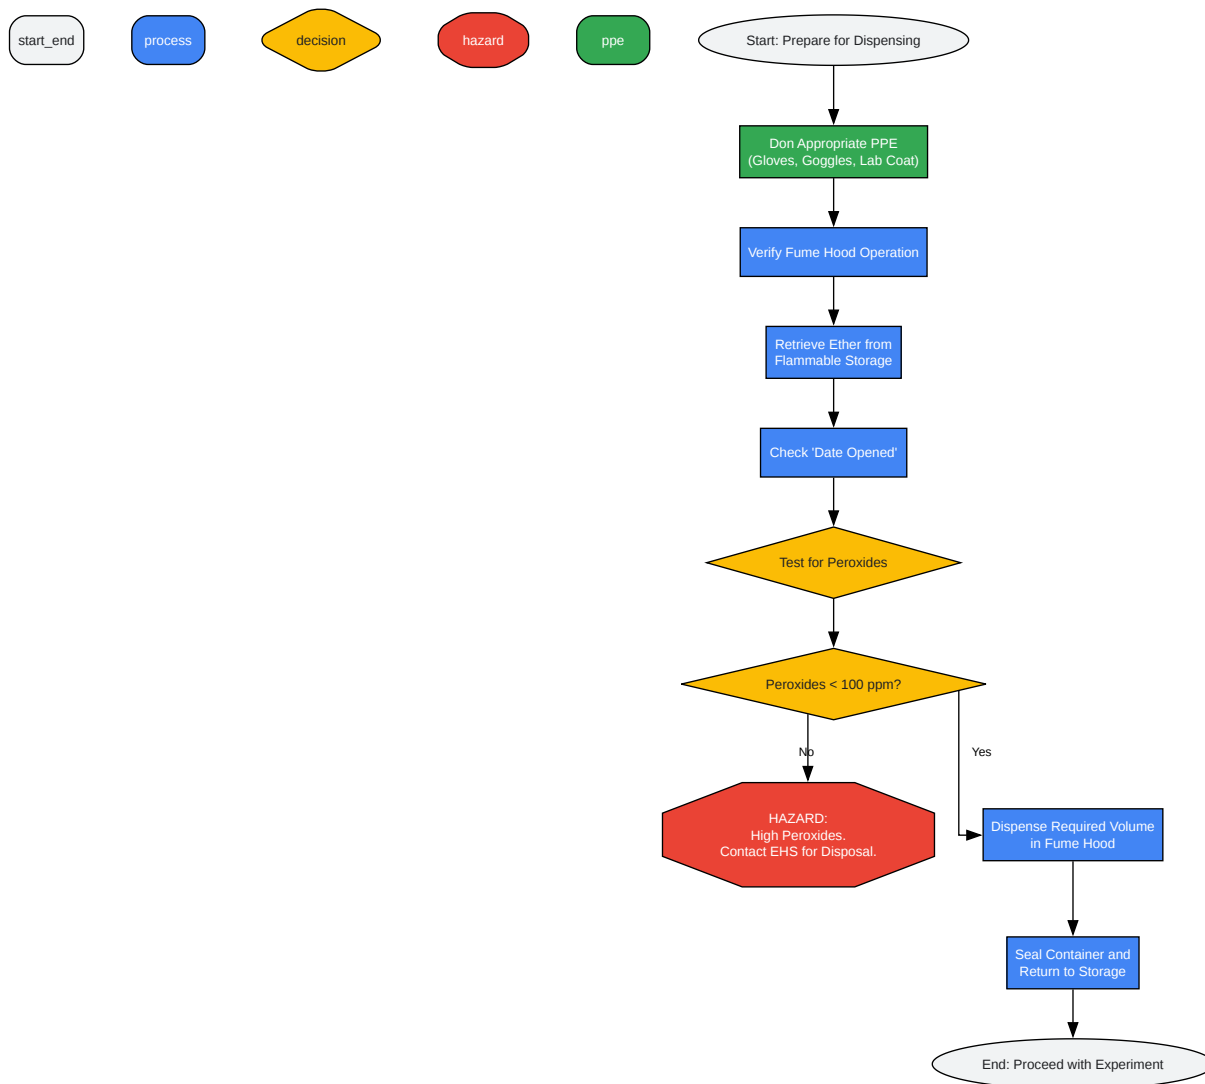 start_end
process
decision
hazard
ppe
Start: Prepare for Dispensing
Don Appropriate PPE
(Gloves, Goggles, Lab Coat)
Verify Fume Hood Operation
Retrieve Ether from
Flammable Storage
Check 'Date Opened'
Test for Peroxides
Peroxides < 100 ppm?
No
Yes
HAZARD:
High Peroxides.
Contact EHS for Disposal.
Dispense Required Volume
in Fume Hood
Seal Container and
Return to Storage
End: Proceed with Experiment